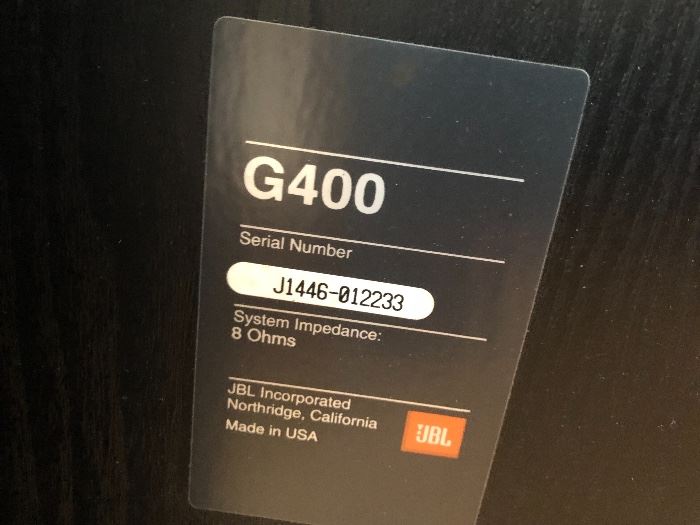 G400
Serial Number
J1446-012233
System Impedance:
8 Ohms
JBL Incorporated
Northridge, California
Made in USA
JBL